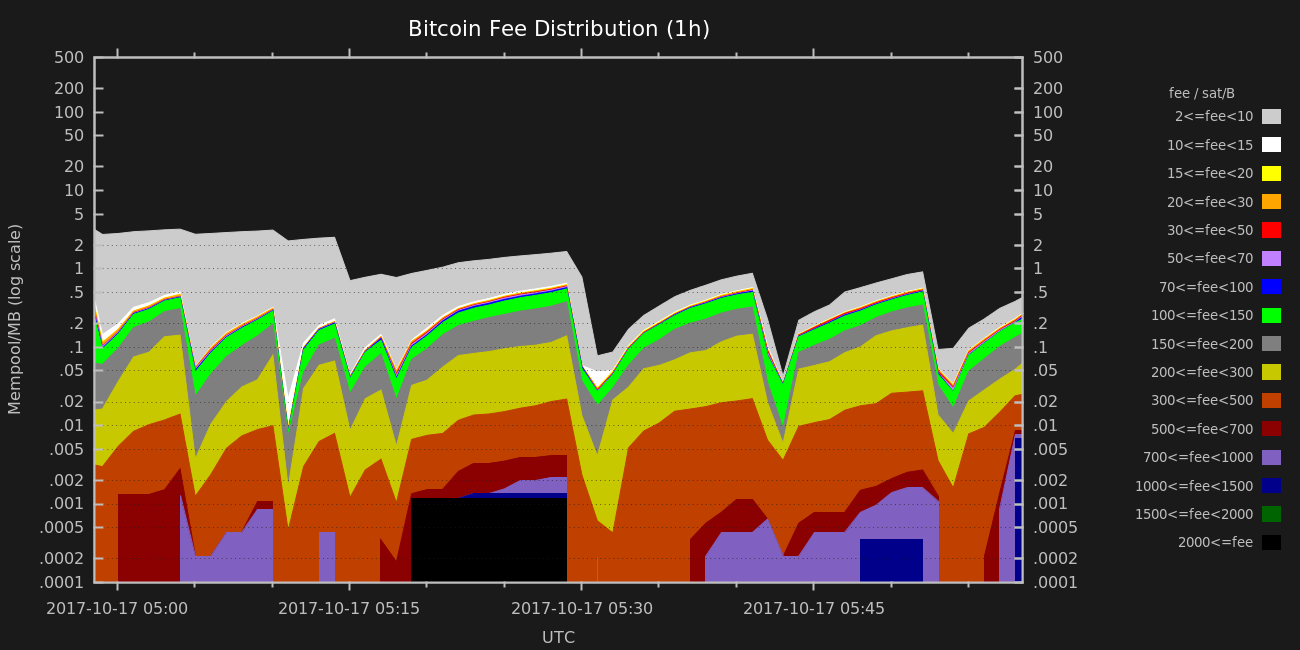 Bitcoin Fee Distribution (1h)
500
200
100
50
20
10
5
2
1
.5
.2
.1
.05
.02
.01
.005
.002
.001
.0005
.0002
.0001
Mempool/MB (log scale)
500
200
100
50
20
10
5
2
1
.5
.2
.1
.05
.02
.01
.005
.002
.001
.0005
.0002
.0001
2017-10-17 05:00
2017-10-17 05:15
2017-10-17 05:30
2017-10-17 05:45
UTC
fee / sat/B
2<=fee<10
10<=fee<15
15<=fee<20
20<=fee<30
30<=fee<50
50<=fee<70
70<=fee<100
100<=fee<150
150<=fee<200
200<=fee<300
300<=fee<500
500<=fee<700
700<=fee<1000
1000<=fee<1500
1500<=fee<2000
2000<=fee